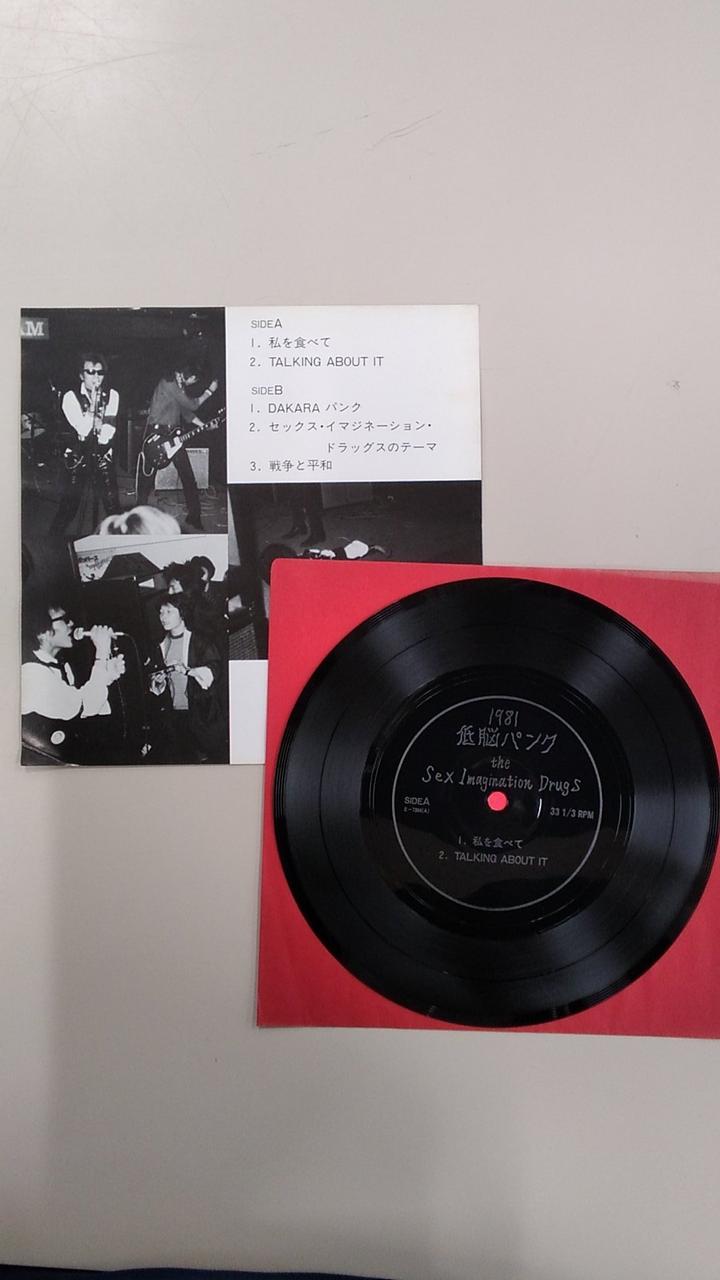 AM
SIDEA
1. 私を食べて
2. TALKING ABOUT IT
SIDEB
1. DAKARA パンク
2. セックス・イマジネーション・
ドラッグスのテーマ
3. 戦争と平和
1981
低脳パンク
the
Sex Imagination Drugs
SIDEA
33 1/3 RPM
1. 私を食べて
2. TALKING ABOUT IT